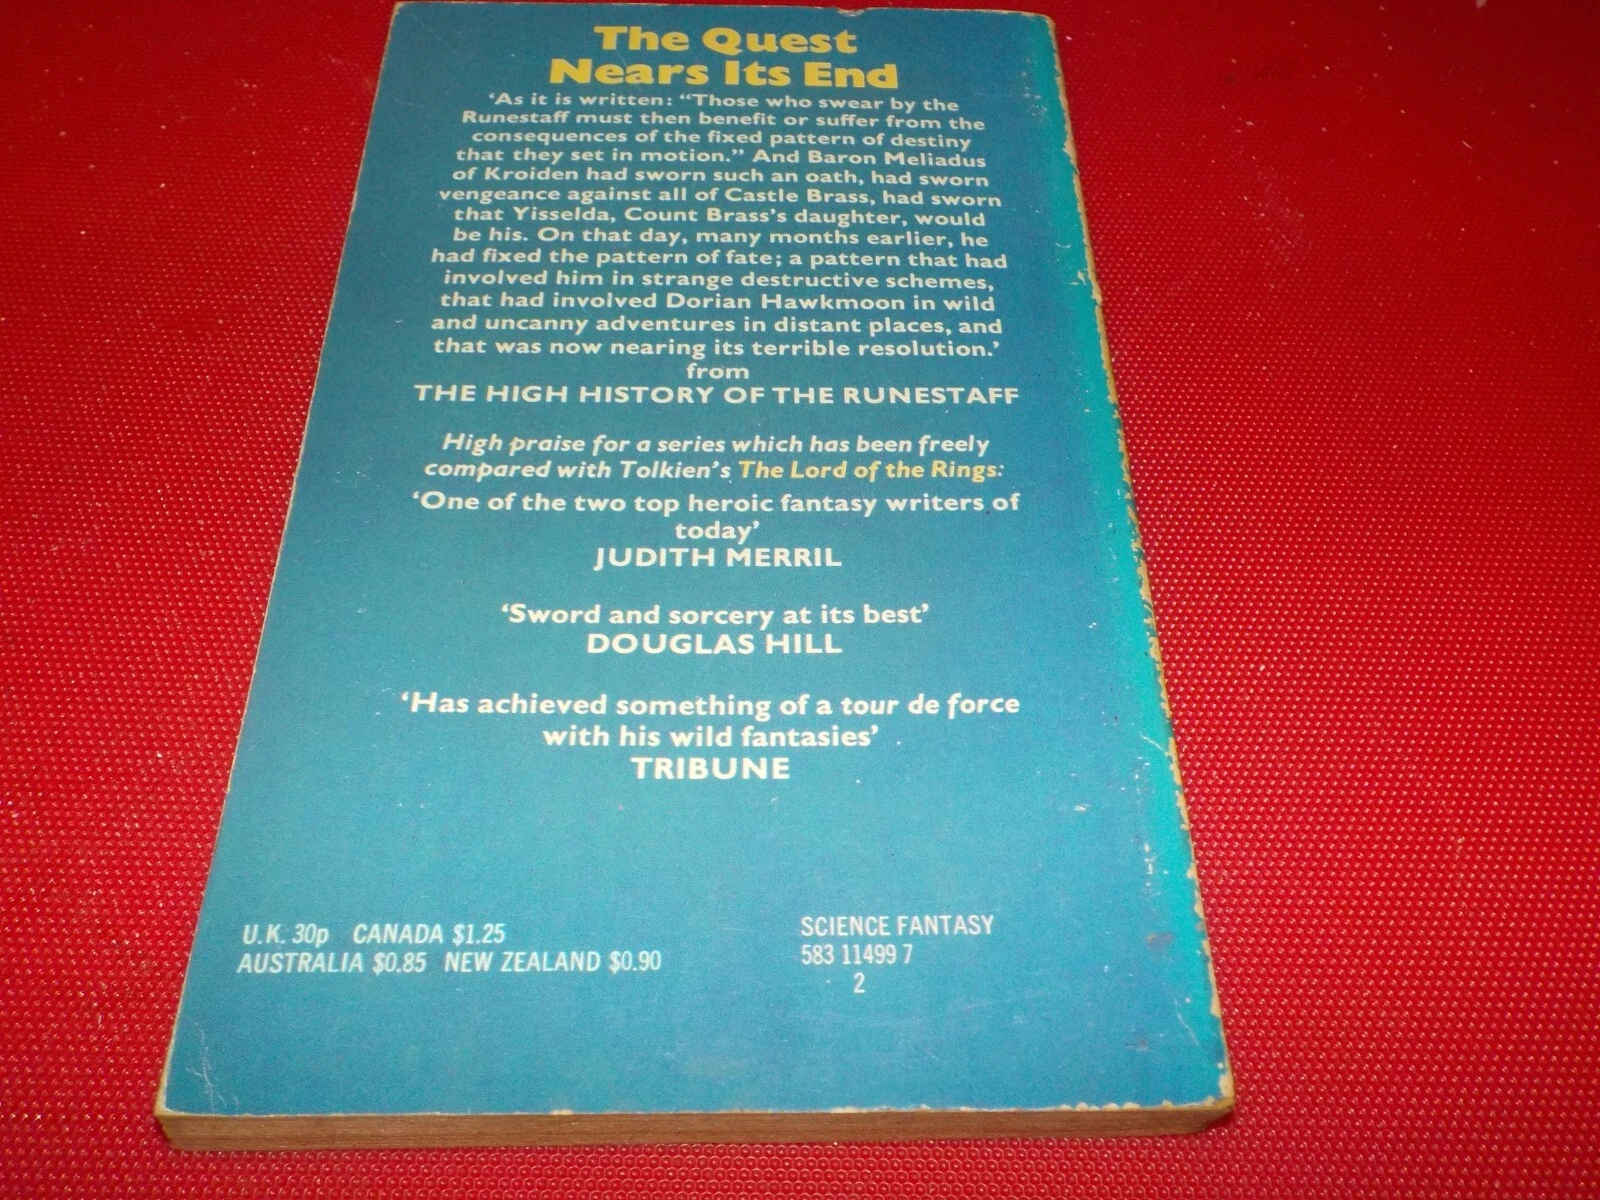 The Quest
Nears Its End
‘As it is written: “Those who swear by the
Runestaff must then benefit or suffer from the
consequences of the fixed pattern of destiny
that they set in motion.” And Baron Meliadus
of Kroiden had sworn such an oath, had sworn
vengeance against all of Castle Brass, had sworn
that Yisselda, Count Brass’s daughter, would
be his. On that day, many months earlier, he
had fixed the pattern of fate; a pattern that had
involved him in strange destructive schemes,
that had involved Dorian Hawkmoon in wild
and uncanny adventures in distant places, and
that was now nearing its terrible resolution.’
from
THE HIGH HISTORY OF THE RUNESTAFF
High praise for a series which has been freely
compared with Tolkien’s The Lord of the Rings:
‘One of the two top heroic fantasy writers of
today’
JUDITH MERRIL
‘Sword and sorcery at its best’
DOUGLAS HILL
‘Has achieved something of a tour de force
with his wild fantasies’
TRIBUNE
U.K. 30p CANADA $1.25
AUSTRALIA $0.85 NEW ZEALAND $0.90
SCIENCE FANTASY
583 11499 7
2